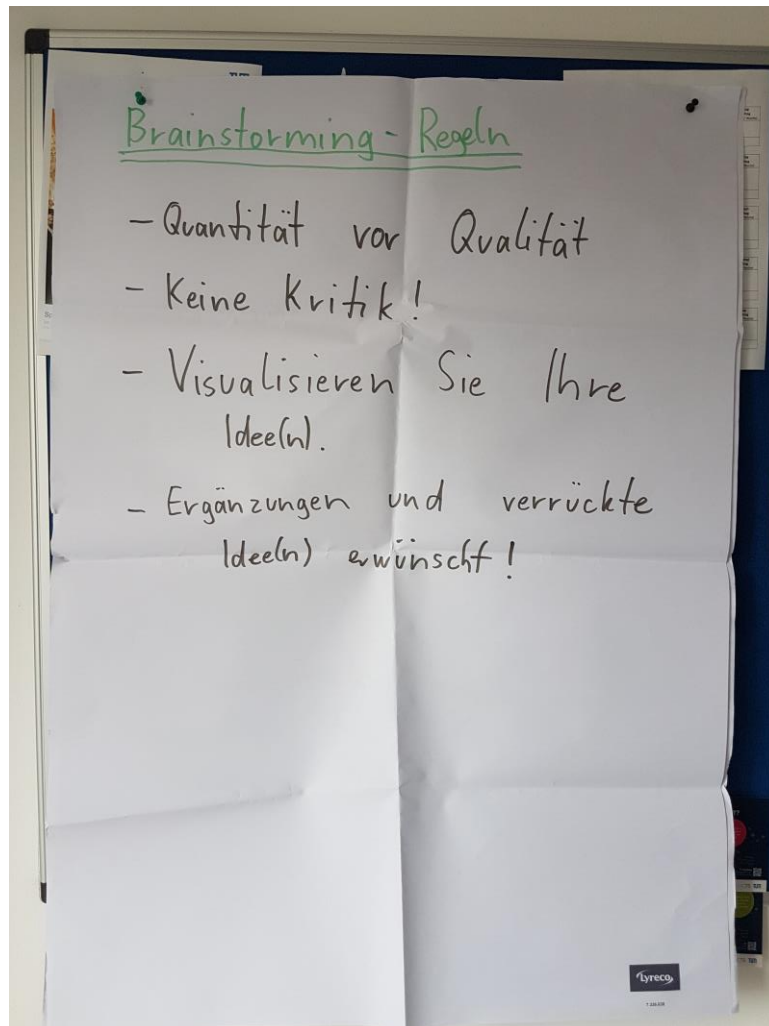 Brainstorming - Regeln
- Quantität vor Qualität
- Keine Kritik!
- Visualisieren Sie Ihre
Idee(n).
- Ergänzungen und verrückte
Idee(n) erwünscht!
Lyreco